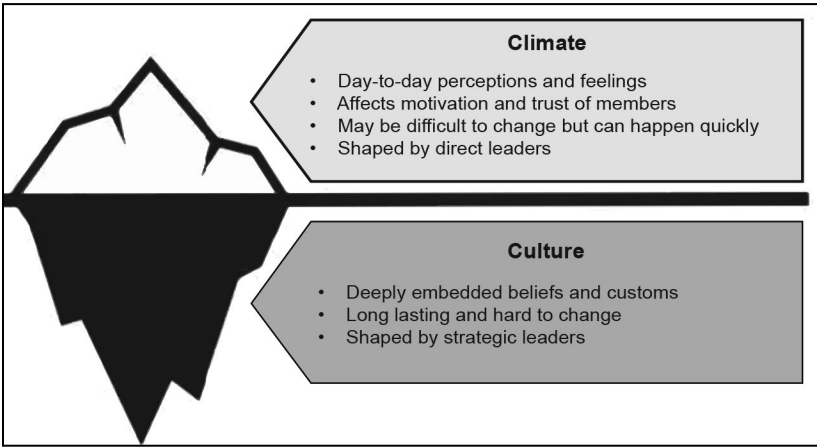 Climate
• Day-to-day perceptions and feelings
• Affects motivation and trust of members
• May be difficult to change but can happen quickly
• Shaped by direct leaders
Culture
• Deeply embedded beliefs and customs
• Long lasting and hard to change
• Shaped by strategic leaders